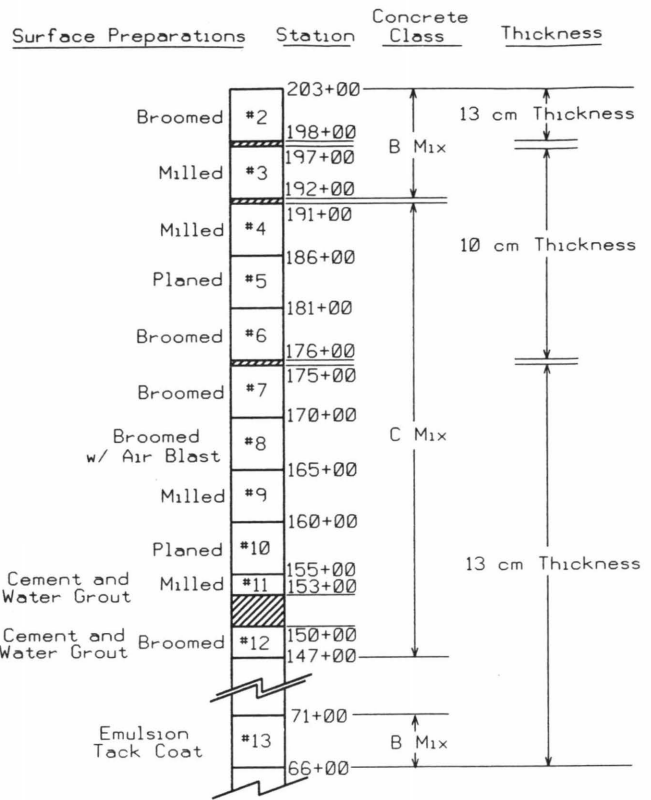 Surface Preparations Station Concrete Class Thickness
203+00
Broomed #2 13 cm Thickness
198+00
B Mix
197+00
Milled #3
192+00
191+00
Milled #4
10 cm Thickness
186+00
Planed #5
181+00
Broomed #6
176+00
175+00
Broomed #7
170+00
C Mix
Broomed w/ Air Blast #8
165+00
Milled #9
160+00
Planed #10
155+00
13 cm Thickness
Cement and Water Grout Milled #11
153+00
150+00
Cement and Water Grout Broomed #12
147+00
71+00
Emulsion Tack Coat #13
B Mix
66+00